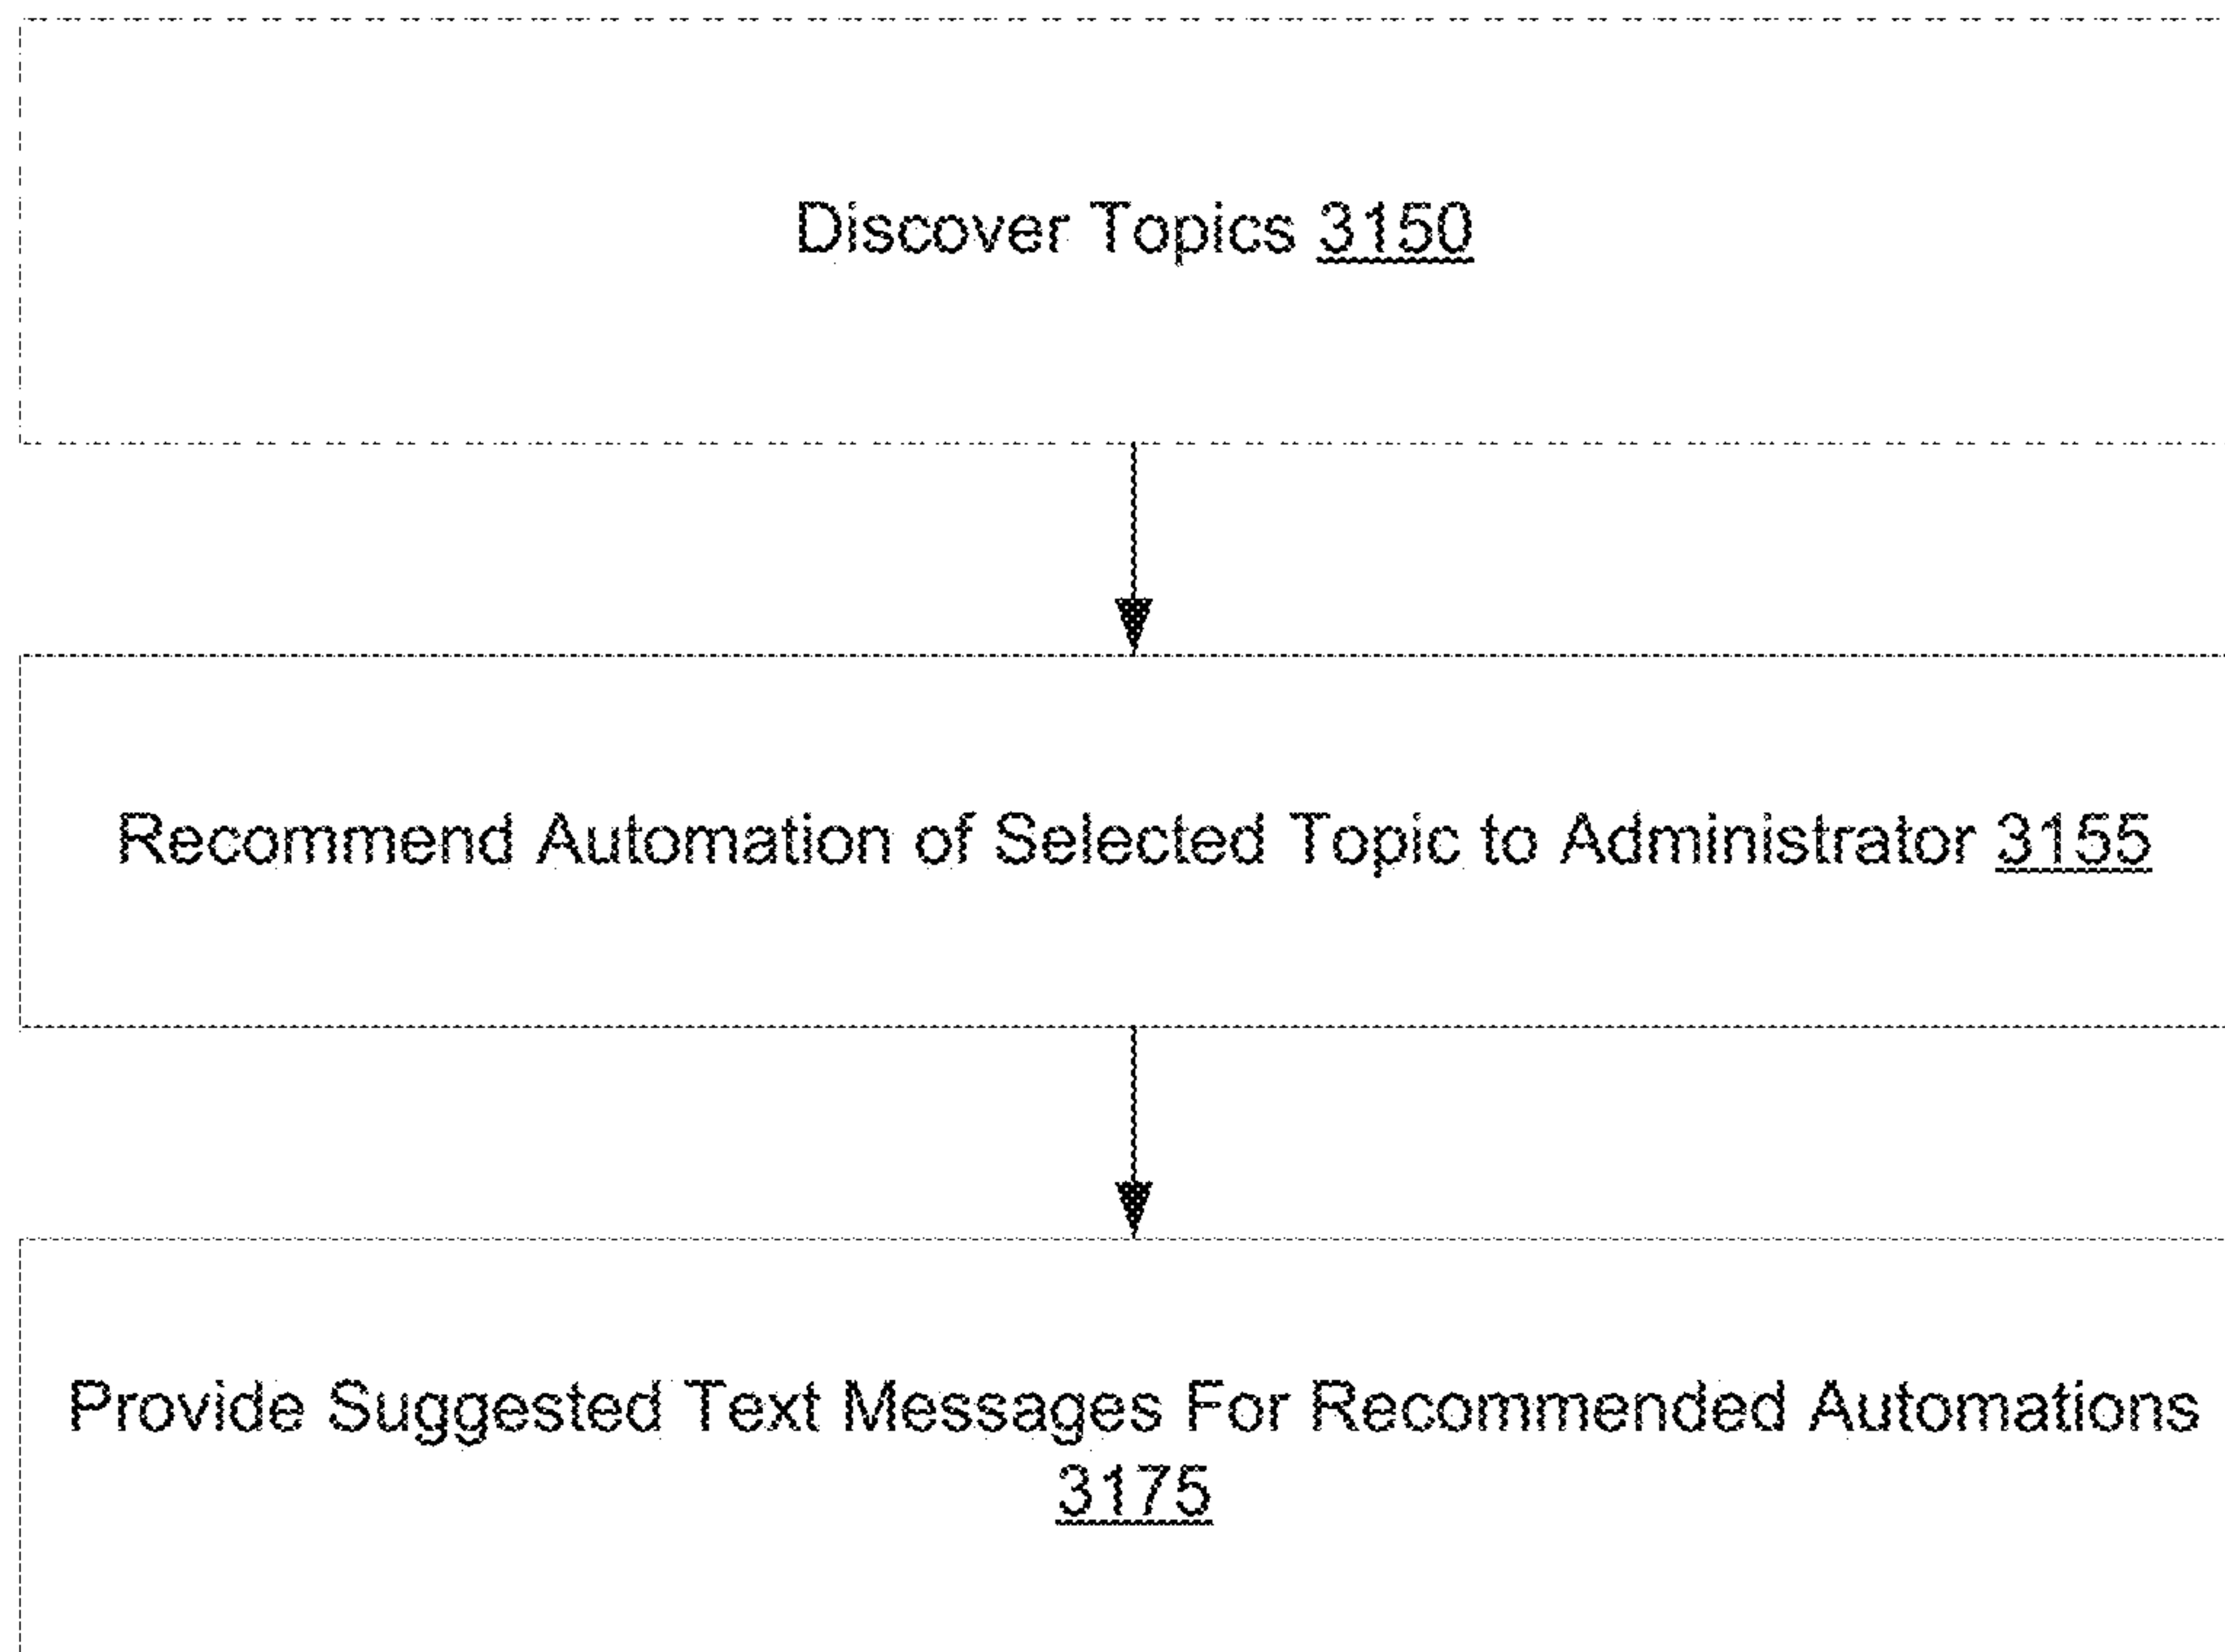 Discover Topics 3150
Recommend Automation of Selected Topic to Administrator 3155
Provide Suggested Text Messages For Recommended Automations
3175